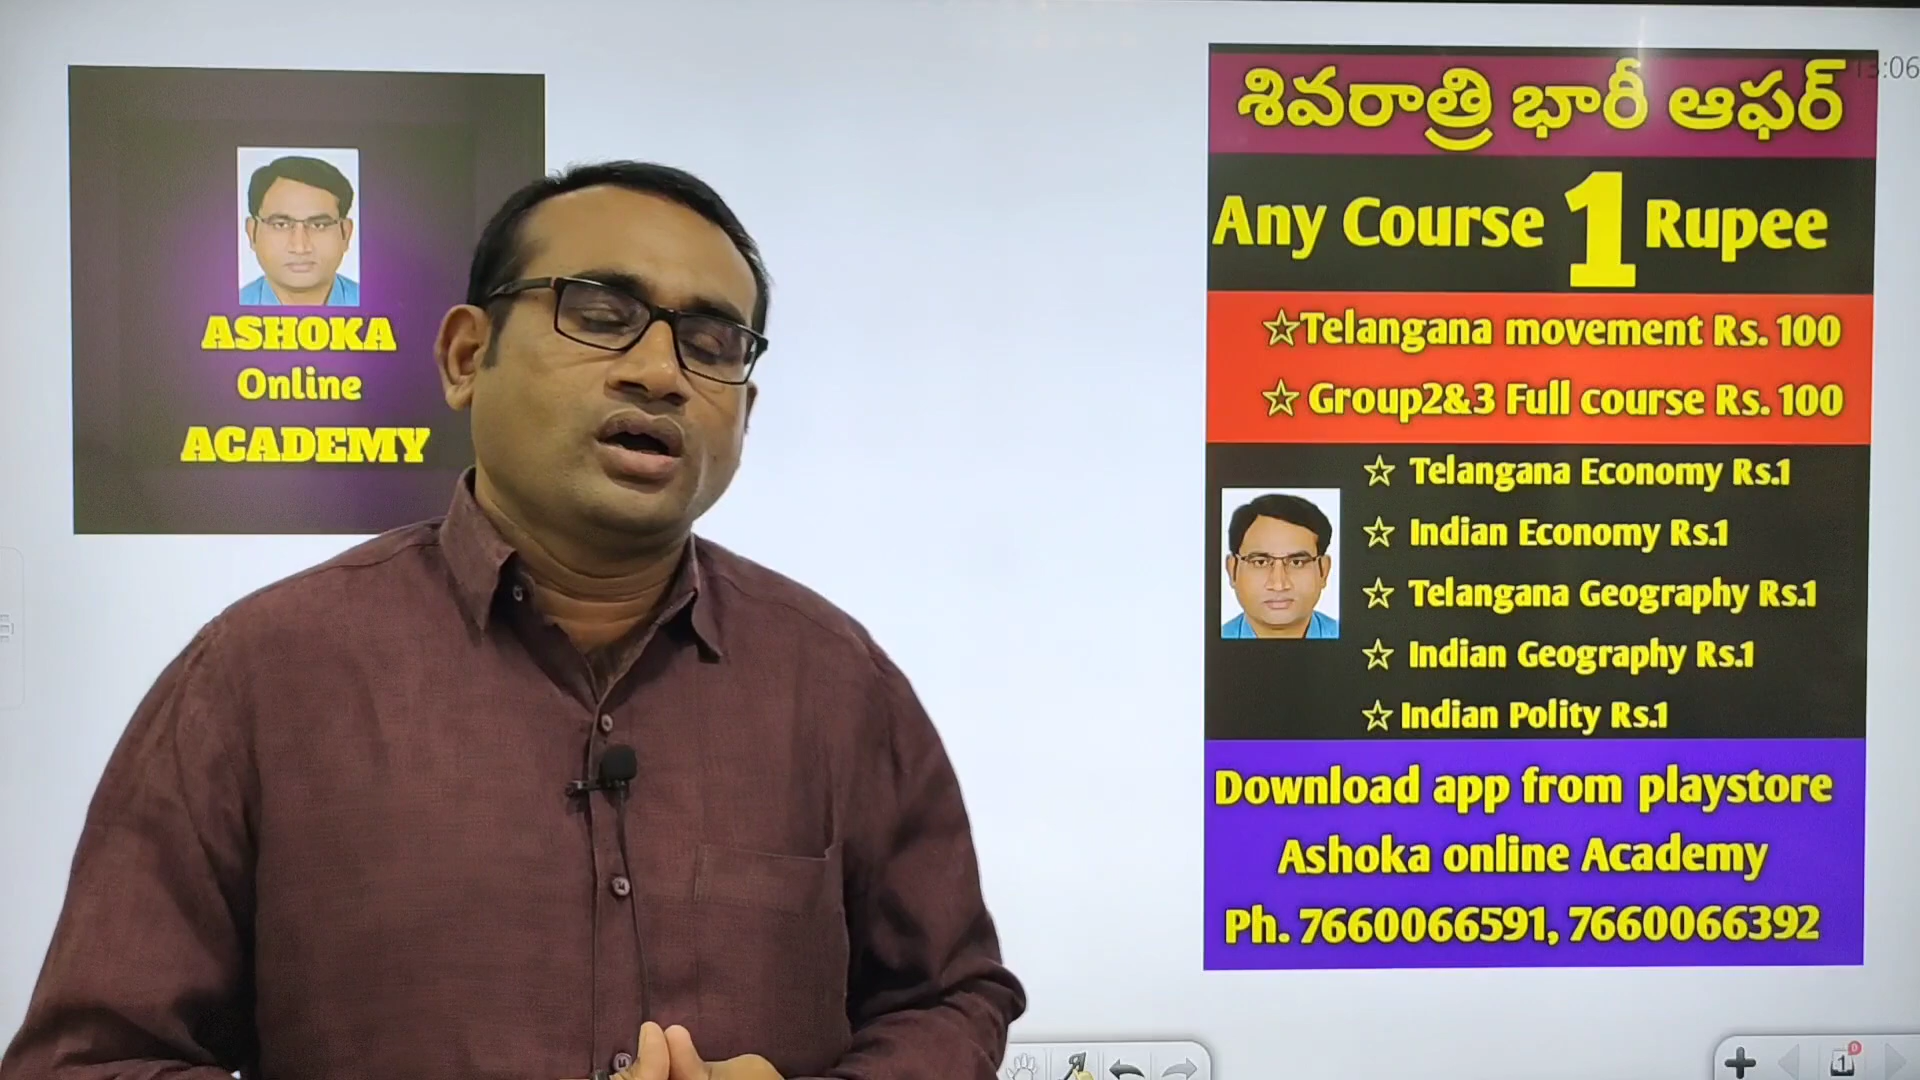 ASHOKA
Online
ACADEMY
శివరాత్రి భారీ ఆఫర్
Any Course 1 Rupee
☆Telangana movement Rs. 100
☆ Group2&3 Full course Rs. 100
☆ Telangana Economy Rs.1
☆ Indian Economy Rs.1
☆ Telangana Geography Rs.1
☆ Indian Geography Rs.1
☆ Indian Polity Rs.1
Download app from playstore
Ashoka online Academy
Ph. 7660066591, 7660066392
1